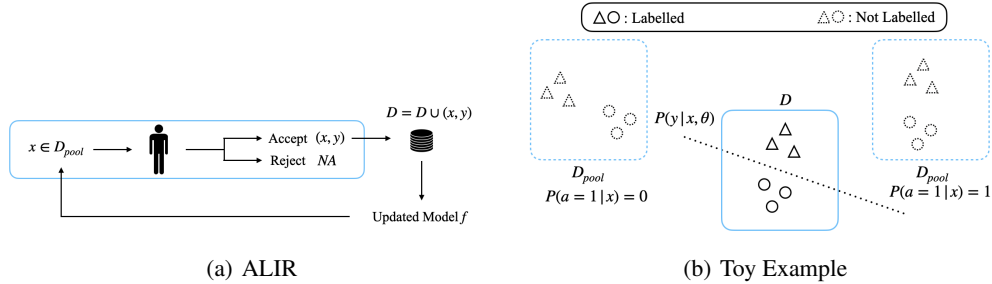 : Labelled
: Not Labelled
x ∈ D_pool
Accept (x, y)
Reject NA
D = D ∪ (x, y)
Updated Model f
(a) ALIR
D_pool
P(a = 1 | x) = 0
P(y | x, θ)
D
D_pool
P(a = 1 | x) = 1
(b) Toy Example